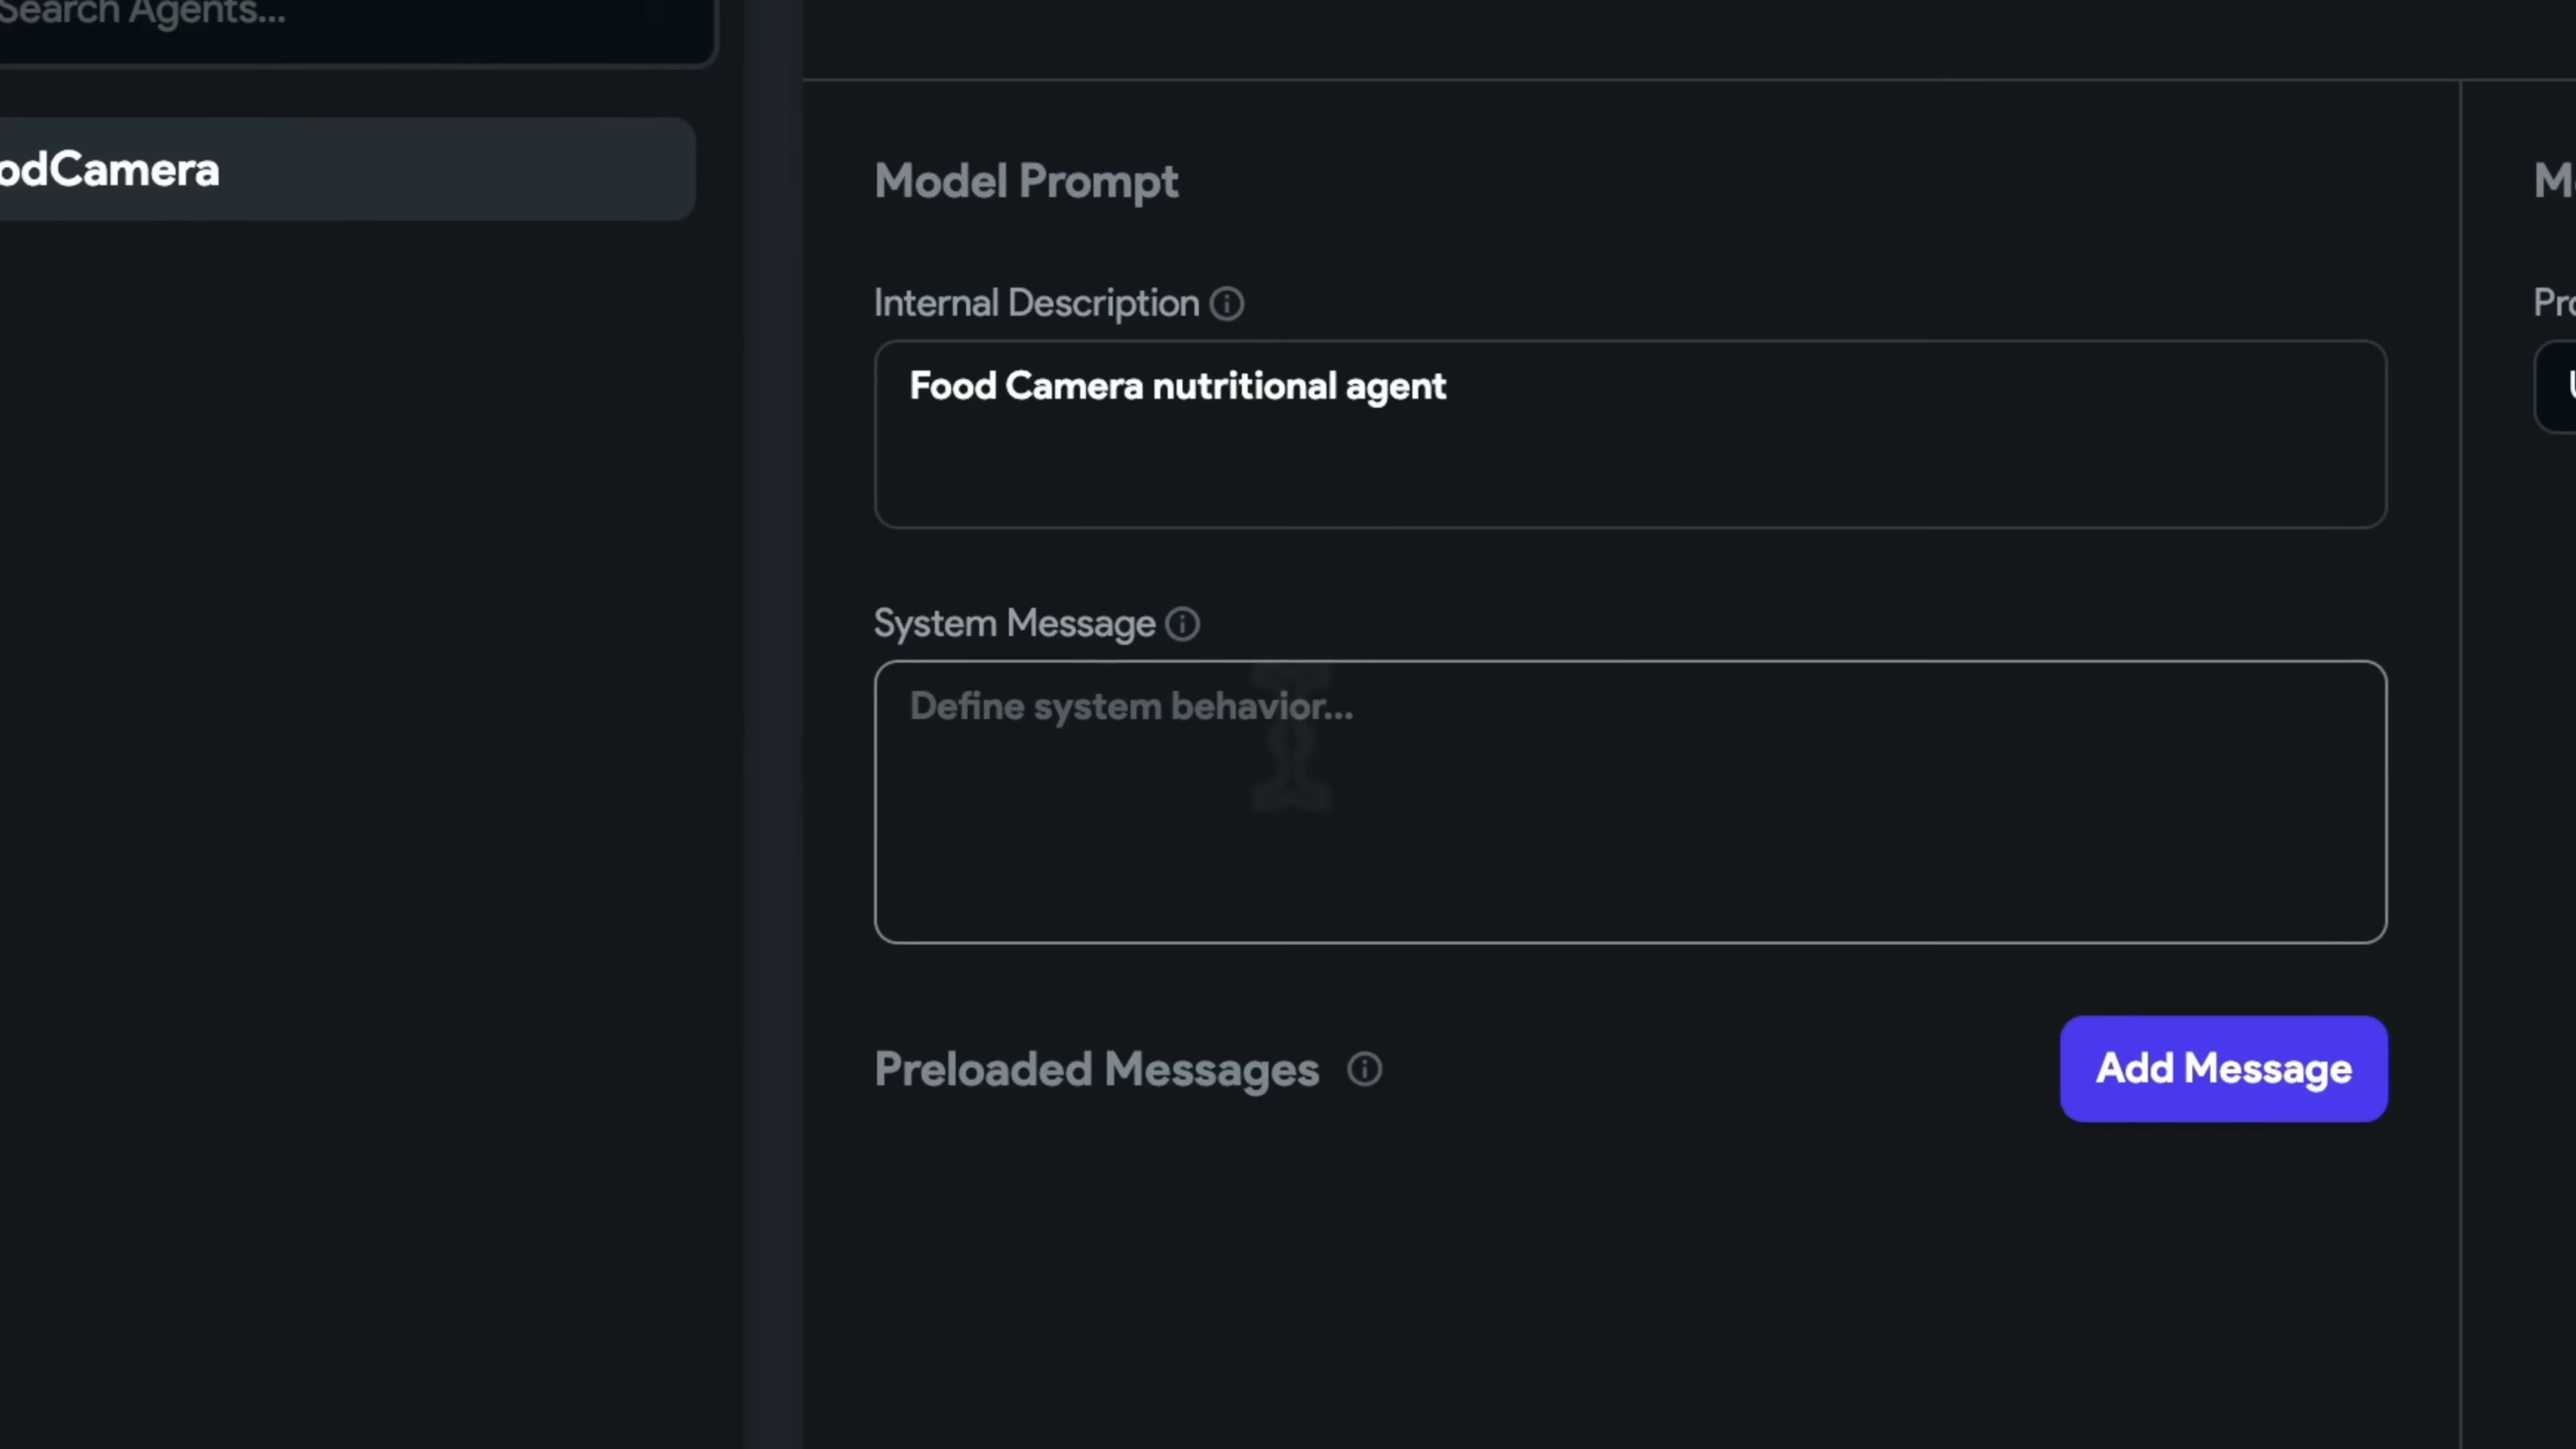 Search Agents...
odCamera
Model Prompt
Internal Description
Food Camera nutritional agent
System Message
Define system behavior...
Preloaded Messages
Add Message